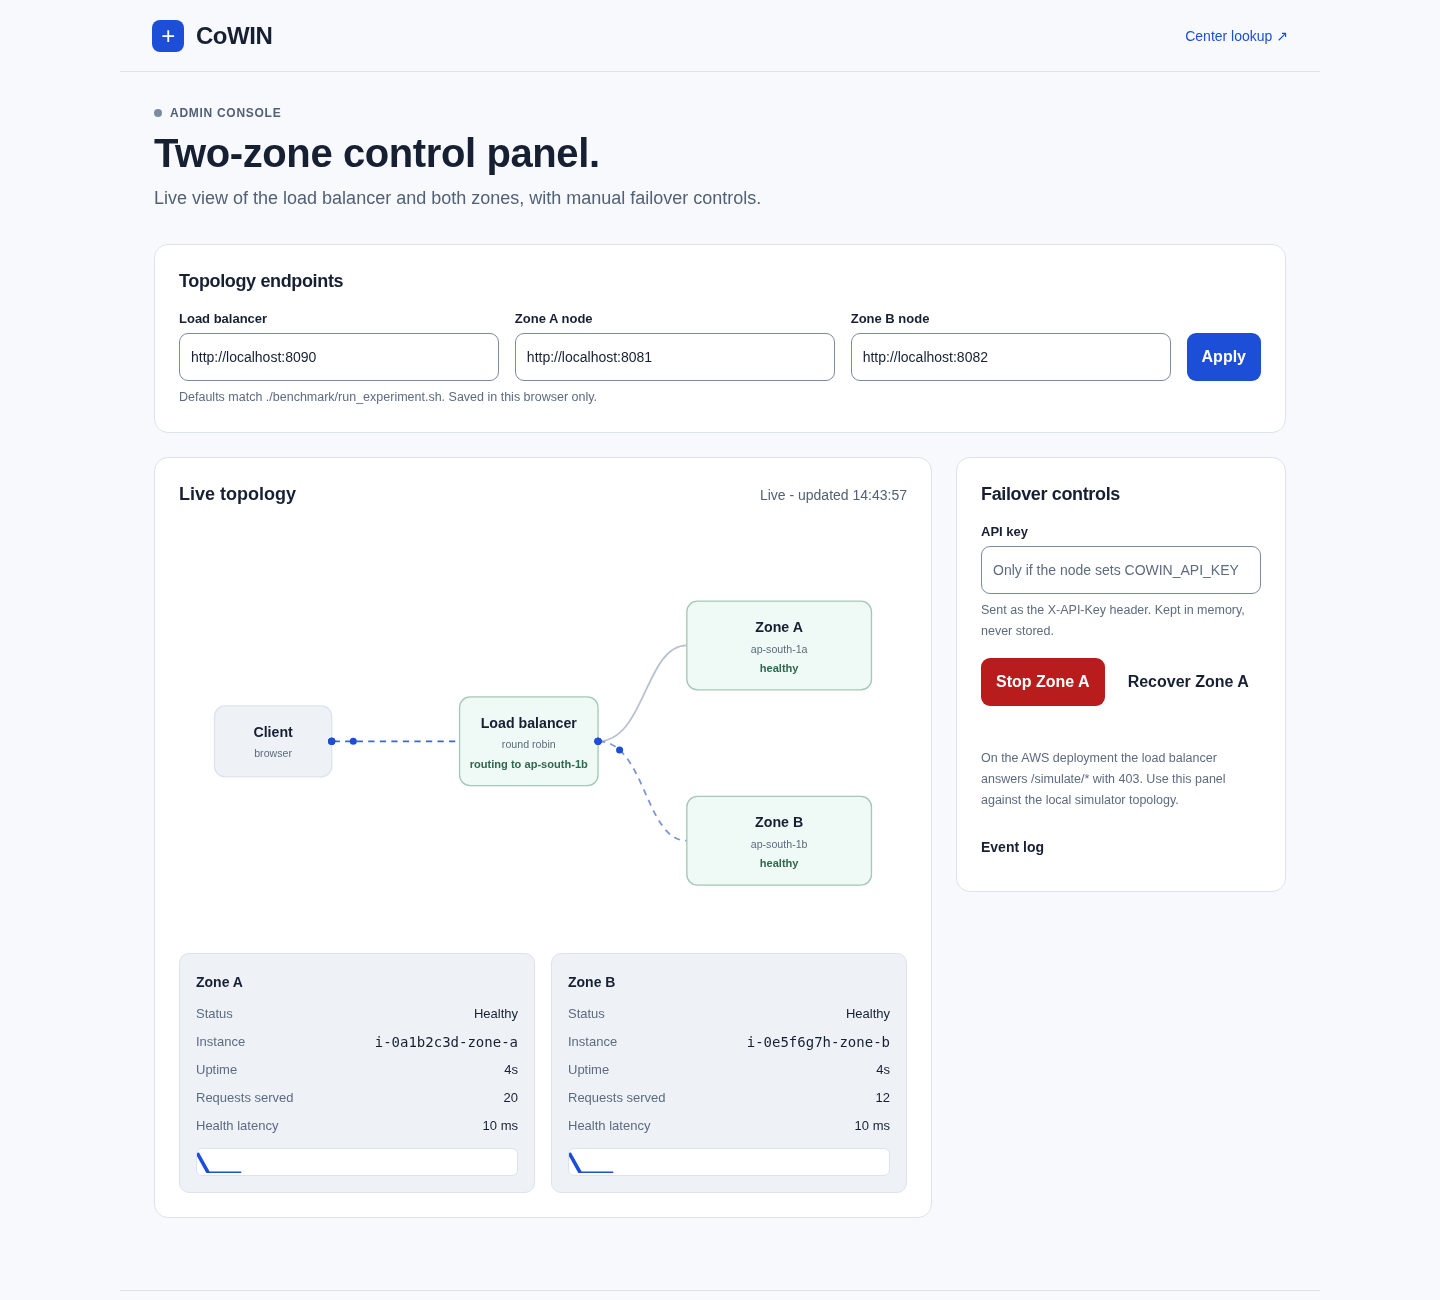 + CoWIN
Center lookup ↗
ADMIN CONSOLE
Two-zone control panel.
Live view of the load balancer and both zones, with manual failover controls.
Topology endpoints
Load balancer
Zone A node
Zone B node
http://localhost:8090
http://localhost:8081
http://localhost:8082
Apply
Defaults match ./benchmark/run_experiment.sh. Saved in this browser only.
Live topology
Live - updated 14:43:57
Client
browser
Load balancer
round robin
routing to ap-south-1b
Zone A
ap-south-1a
healthy
Zone B
ap-south-1b
healthy
Zone A
Status Healthy
Instance i-0a1b2c3d-zone-a
Uptime 4s
Requests served 20
Health latency 10 ms
Zone B
Status Healthy
Instance i-0e5f6g7h-zone-b
Uptime 4s
Requests served 12
Health latency 10 ms
Failover controls
API key
Only if the node sets COWIN_API_KEY
Sent as the X-API-Key header. Kept in memory,
never stored.
Stop Zone A
Recover Zone A
On the AWS deployment the load balancer
answers /simulate/* with 403. Use this panel
against the local simulator topology.
Event log